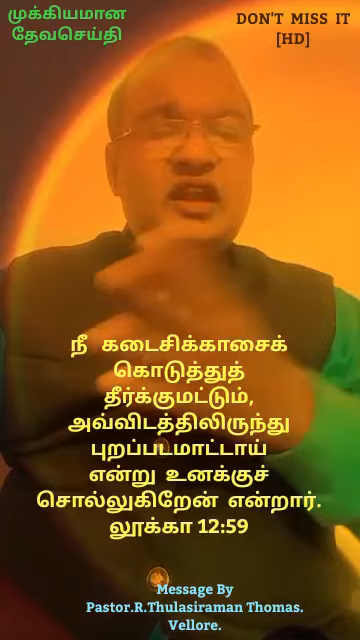 முக்கியமான
தேவசெய்தி
DON'T MISS IT
[HD]
நீ கடைசிக்காசைக்
கொடுத்துத்
தீர்க்குமட்டும்,
அவ்விடத்திலிருந்து
புறப்படமாட்டாய்
என்று உனக்குச்
சொல்லுகிறேன் என்றார்.
லூக்கா 12:59
Message By
Pastor.R.Thulasiraman Thomas.
Vellore.